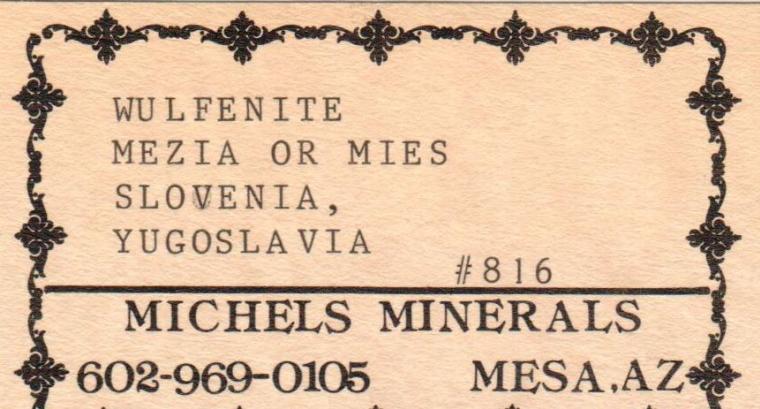 WULFENITE
MEZIA OR MIES
SLOVENIA,
YUGOSLAVIA
#816
MICHELS MINERALS
602-969-0105 MESA,AZ